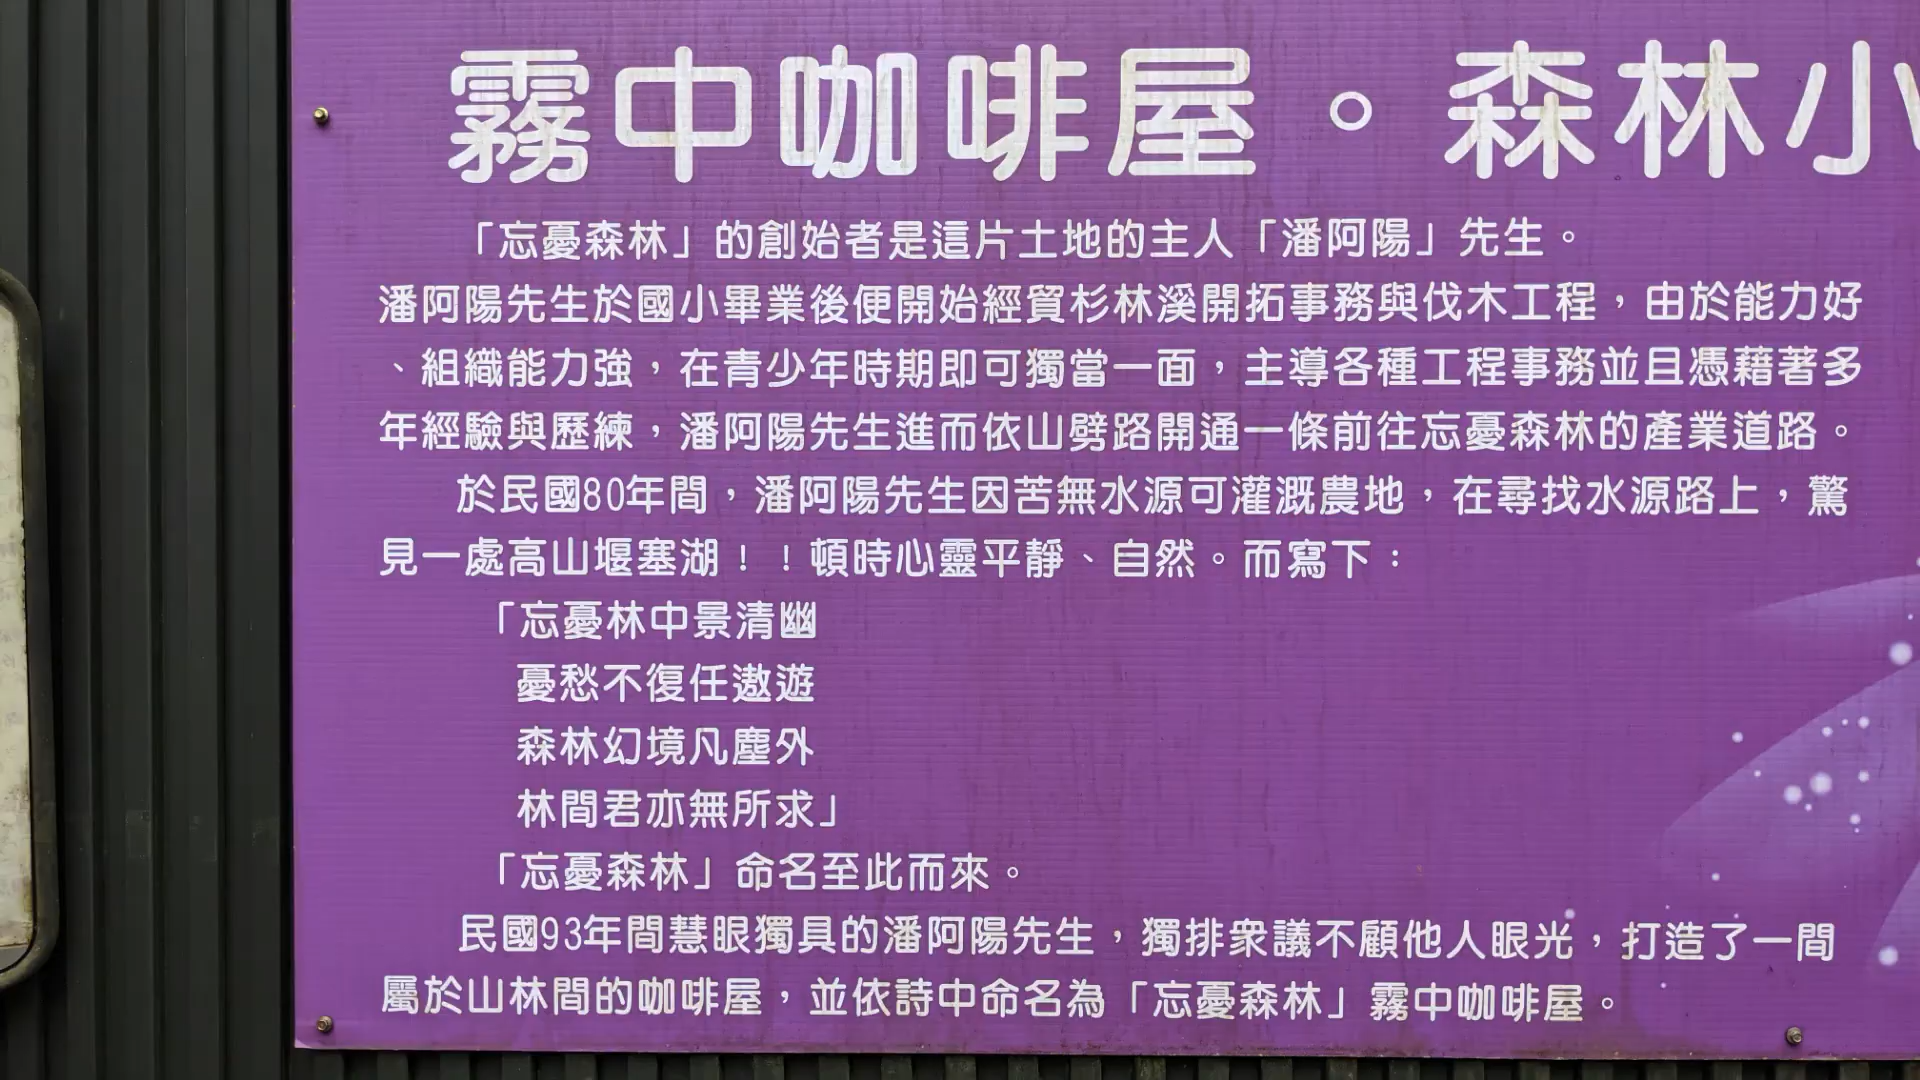 霧中咖啡屋。森林小
「忘憂森林」的創始者是這片土地的主人「潘阿陽」先生。
潘阿陽先生於國小畢業後便開始經貿杉林溪開拓事務與伐木工程，由於能力好
、組織能力強，在青少年時期即可獨當一面，主導各種工程事務並且憑藉著多
年經驗與歷練，潘阿陽先生進而依山劈路開通一條前往忘憂森林的產業道路。
於民國80年間，潘阿陽先生因苦無水源可灌溉農地，在尋找水源路上，驚
見一處高山堰塞湖！！頓時心靈平靜、自然。而寫下：
「忘憂林中景清幽
憂愁不復任遨遊
森林幻境凡塵外
林間君亦無所求」
「忘憂森林」命名至此而來。
民國93年間慧眼獨具的潘阿陽先生，獨排衆議不顧他人眼光，打造了一間
屬於山林間的咖啡屋，並依詩中命名為「忘憂森林」霧中咖啡屋。